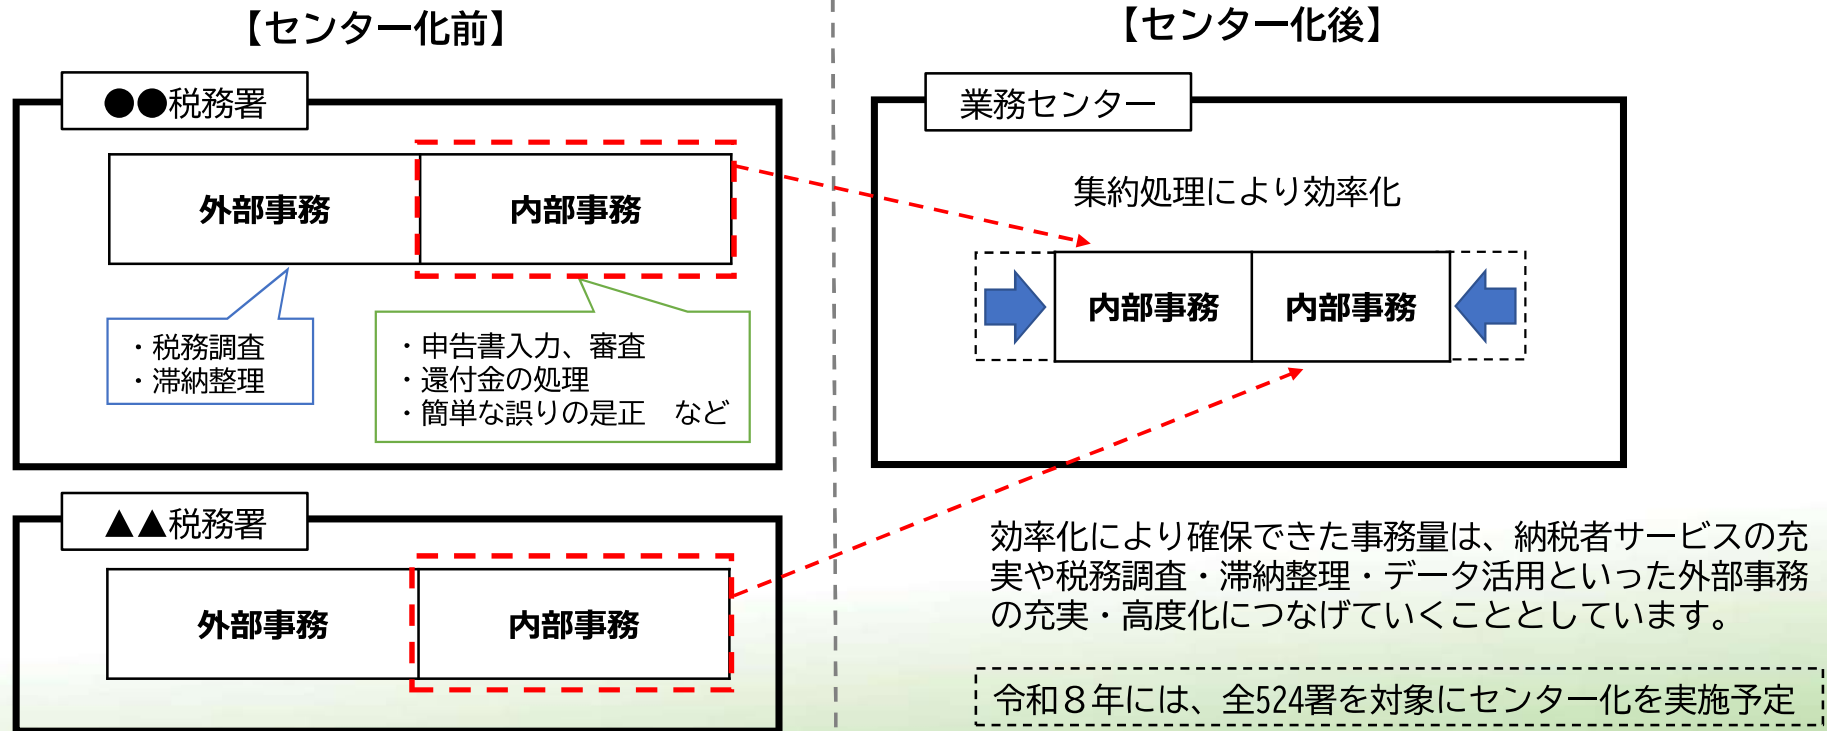 【センター化前】
●●税務署
外部事務
内部事務
・税務調査
・滞納整理
・申告書入力、審査
・還付金の処理
・簡単な誤りの是正　など
▲▲税務署
外部事務
内部事務
【センター化後】
業務センター
集約処理により効率化
内部事務
内部事務
効率化により確保できた事務量は、納税者サービスの充
実や税務調査・滞納整理・データ活用といった外部事務
の充実・高度化につなげていくこととしています。
令和８年には、全524署を対象にセンター化を実施予定